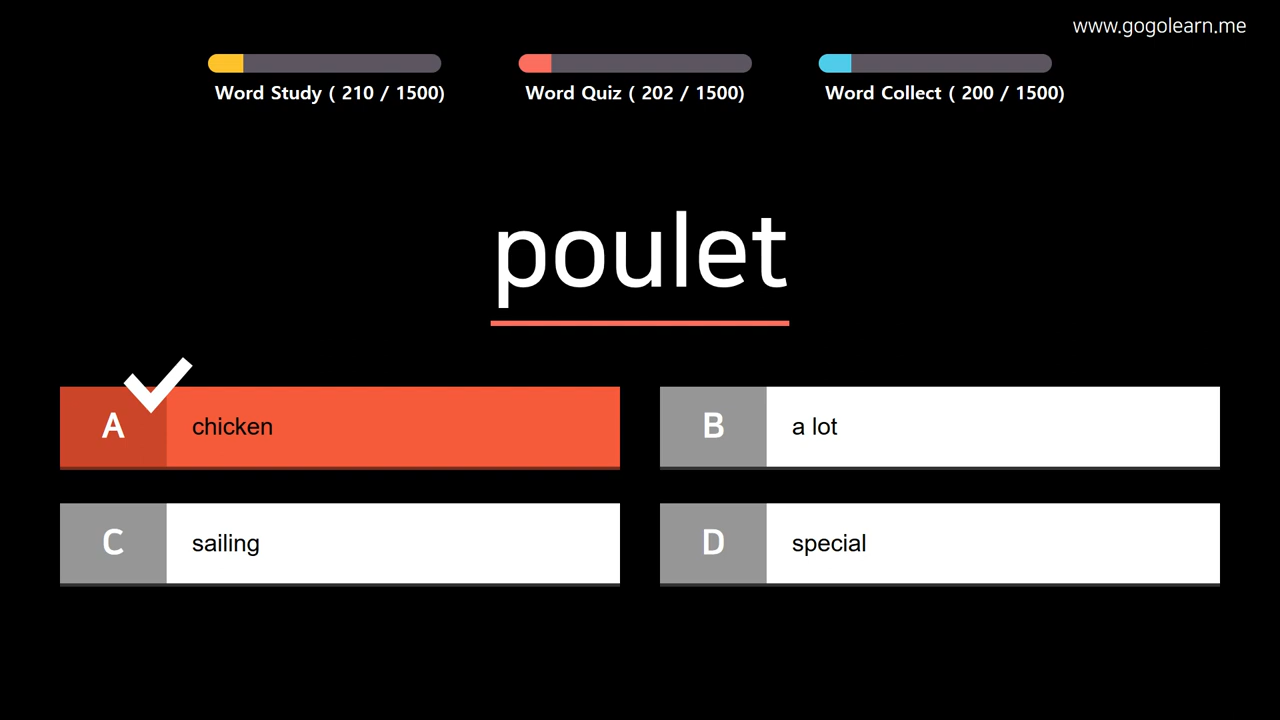 www.gogolearn.me
Word Study ( 210 / 1500)
Word Quiz ( 202 / 1500)
Word Collect ( 200 / 1500)
poulet
A chicken
B a lot
C sailing
D special